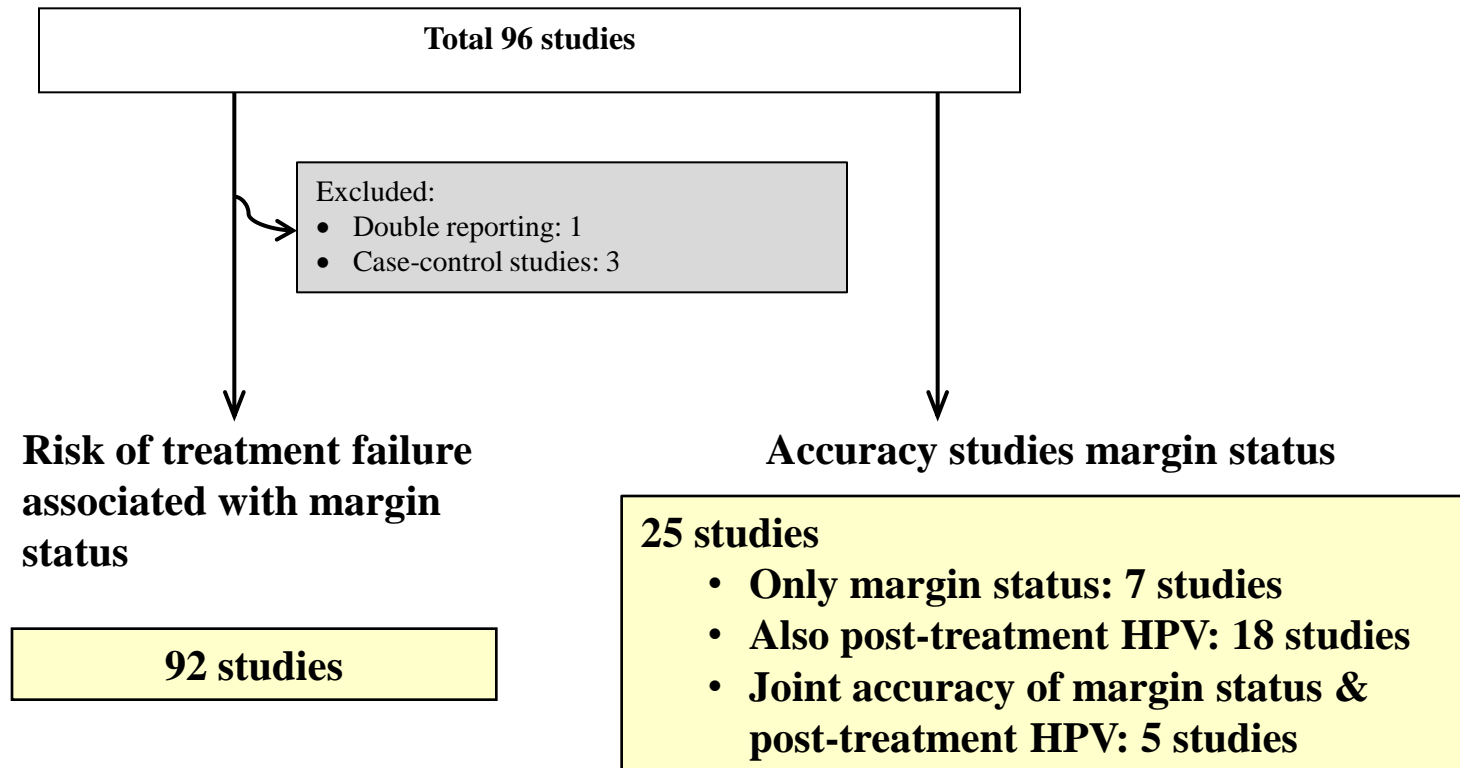 Total 96 studies
Excluded:
• Double reporting: 1
• Case-control studies: 3
Risk of treatment failure
associated with margin
status
92 studies
Accuracy studies margin status
25 studies
• Only margin status: 7 studies
• Also post-treatment HPV: 18 studies
• Joint accuracy of margin status &
post-treatment HPV: 5 studies